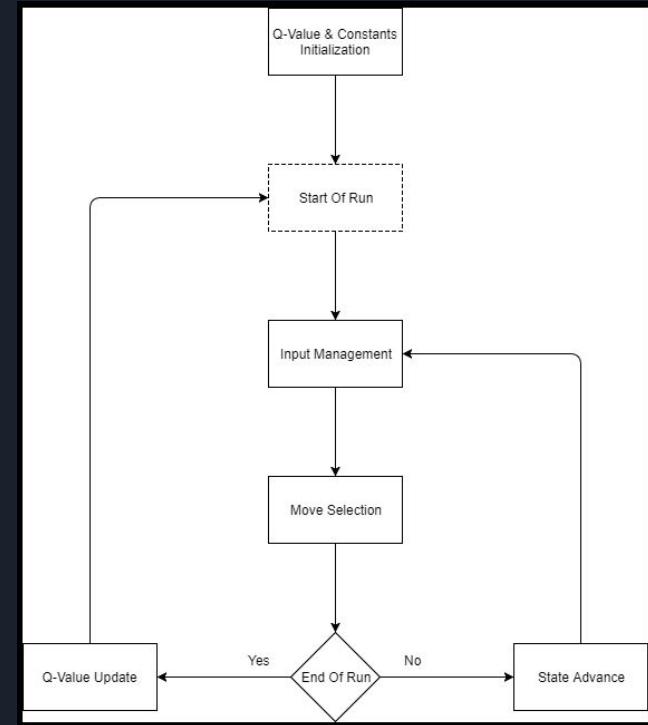 Q-Value & Constants
Initialization
Start Of Run
Input Management
Move Selection
Yes
No
Q-Value Update
End Of Run
State Advance